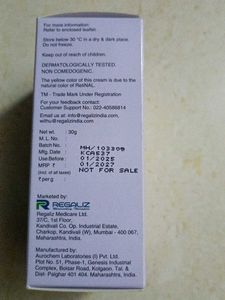 For more information:
Refer to enclosed leaflet.
Store below 30 °C in a dry & dark place.
Do not freeze.
Keep out of reach of children.
DERMATOLOGICALLY TESTED.
NON COMEDOGENIC.
The yellow color of this cream is due to the
natural color of ResNAL.
TM - Trade Mark Under Registration
For your feedback contact:
Customer Support No.: 022-40586814
Email us at: info@regalizindia.com,
withu@regalizindia.com
Net wt. : 30g
M. L. No. :
Batch No. : MH/103309
Mfg. Date : KCAE37
Use Before : 01/2025
MRP ₹ : 01/2027
(incl. of all taxes) NOT FOR SALE
₹ per g :
Marketed by:
REGALIZ
Regaliz Medicare Ltd.
37/C, 1st Floor,
Kandivali Co. Op. Industrial Estate,
Charkop, Kandivali (W), Mumbai - 400 067,
Maharashtra, India.
Manufactured by:
Aurochem Laboratories (I) Pvt. Ltd.
Plot No. 51, Phase-1, Genesis Industrial
Complex, Boisar Road, Kolgaon. Tal. &
Dist- Palghar 401 404. Maharashtra, India.